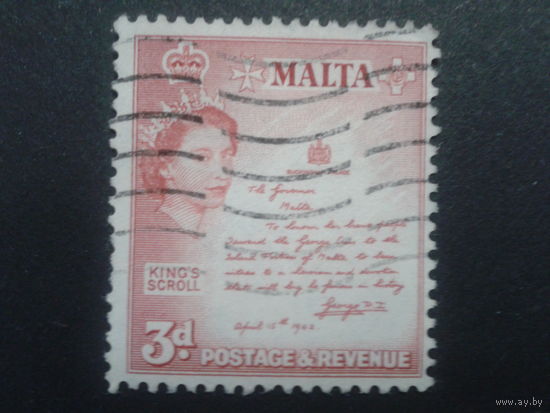 MALTA
BUCKINGHAM PALACE
The Governor
Malta.
To honour her brave people
I award the George Cross to the
Island Fortress of Malta to bear
witness to a heroism and devotion
that will long be famous in history.
George R.I.
April 15th 1942.
KING'S
SCROLL
3d.
POSTAGE & REVENUE
www.ay.by